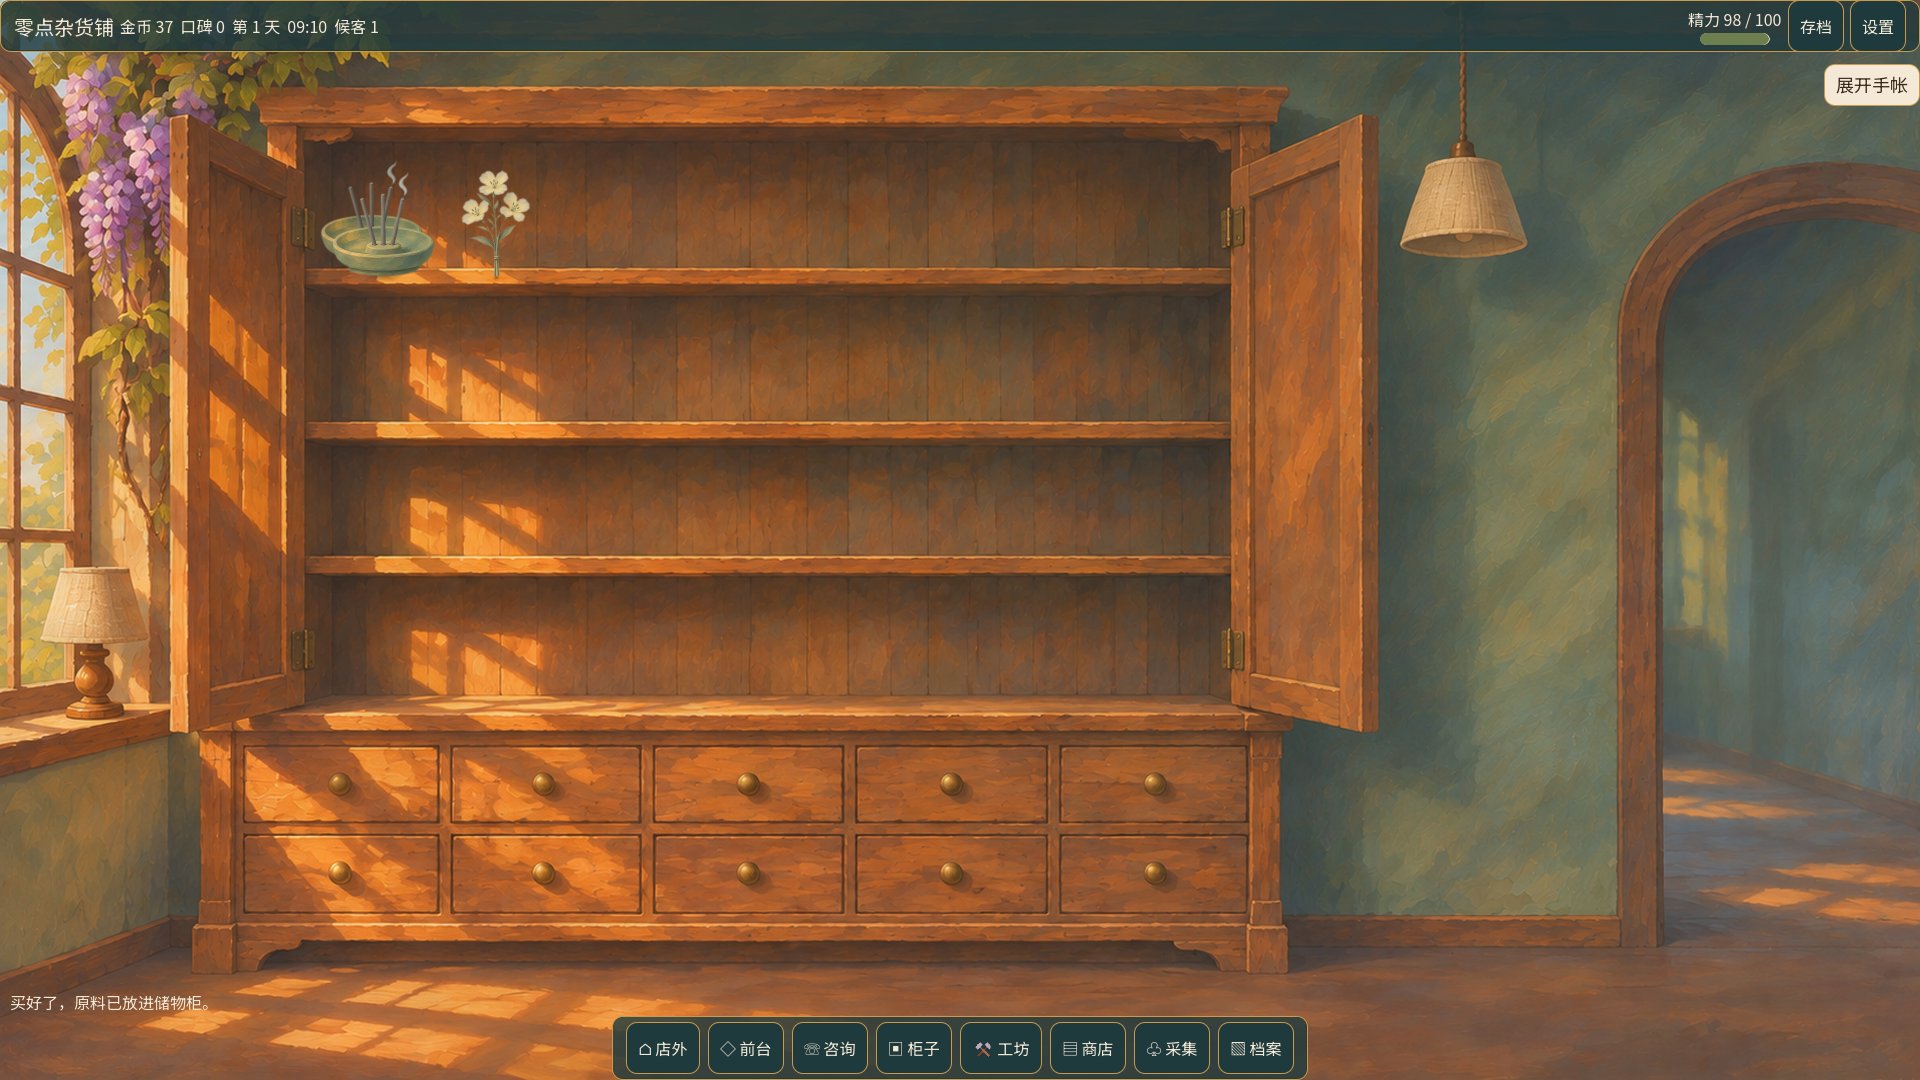 零点杂货铺 金币 37 口碑 0 第 1 天 09:10 候客 1
精力 98 / 100
存档
设置
展开手帐
买好了，原料已放进储物柜。
店外
前台
咨询
柜子
工坊
商店
采集
档案